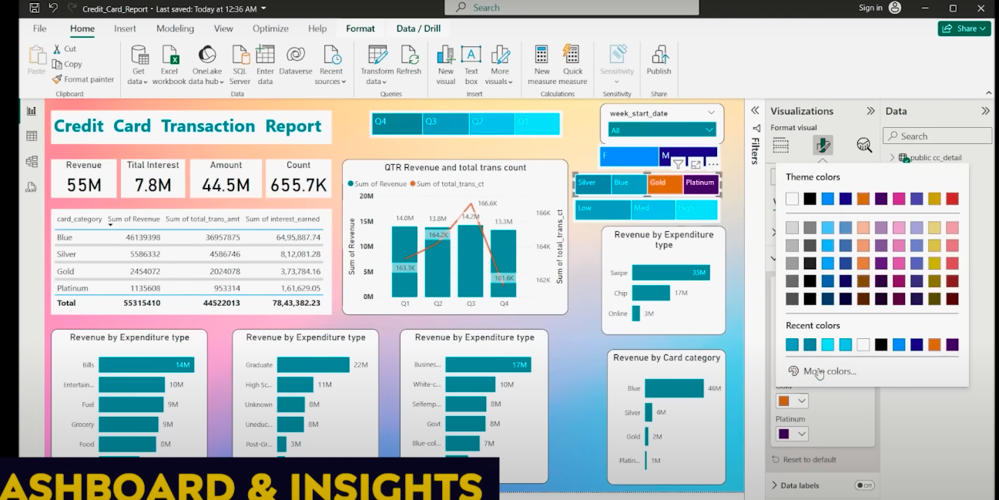 Credit_Card_Report • Last saved: Today at 12:36 AM
Search
Sign in
File Home Insert Modeling View Optimize Help Format Data / Drill
Share
Paste
Cut
Copy
Format painter
Clipboard
Get data
Excel workbook
OneLake data hub
SQL Server
Enter data
Dataverse
Recent sources
Data
Transform data
Refresh
Queries
New visual
Text box
More visuals
Insert
New measure
Quick measure
Calculations
Sensitivity
Sensitivity
Publish
Share
Credit Card Transaction Report
Q4 Q3 Q2 Q1
week_start_date
All
F M
Silver Blue Gold Platinum
Low Med High
Revenue
55M
Total Interest
7.8M
Amount
44.5M
Count
655.7K
card_category Sum of Revenue Sum of total_trans_amt Sum of interest_earned
Blue 46139398 36957875 64,95,887.74
Silver 5586332 4586746 8,12,081.28
Gold 2454072 2024078 3,73,784.16
Platinum 1135608 953314 1,61,629.05
Total 55315410 44522013 78,43,382.23
QTR Revenue and total trans count
Sum of Revenue Sum of total_trans_ct
Sum of Revenue
20M
15M
10M
5M
0M
14.0M 13.8M 14.2M 13.3M
163.3K 164.2K 166.6K 161.6K
Q1 Q2 Q3 Q4
166K
164K
162K
Sum of total_trans_ct
Revenue by Expenditure type
Swipe 35M
Chip 17M
Online 3M
Revenue by Expenditure type
Bills 14M
Entertain... 10M
Fuel 9M
Grocery 9M
Food 8M
Revenue by Expenditure type
Graduate 22M
High Sc... 11M
Unknown 8M
Uneduc... 8M
Post-Gr... 3M
Revenue by Expenditure type
Busines... 17M
White-c... 10M
Selfemp... 8M
Govt 8M
Blue-col... 7M
Revenue by Card category
Blue 46M
Silver 6M
Gold 2M
Platin... 1M
Filters
Visualizations
Format visual
Data
Search
public cc_detail
Theme colors
Recent colors
More colors...
Gold
Platinum
Reset to default
Data labels
Off
ASHBOARD & INSIGHTS